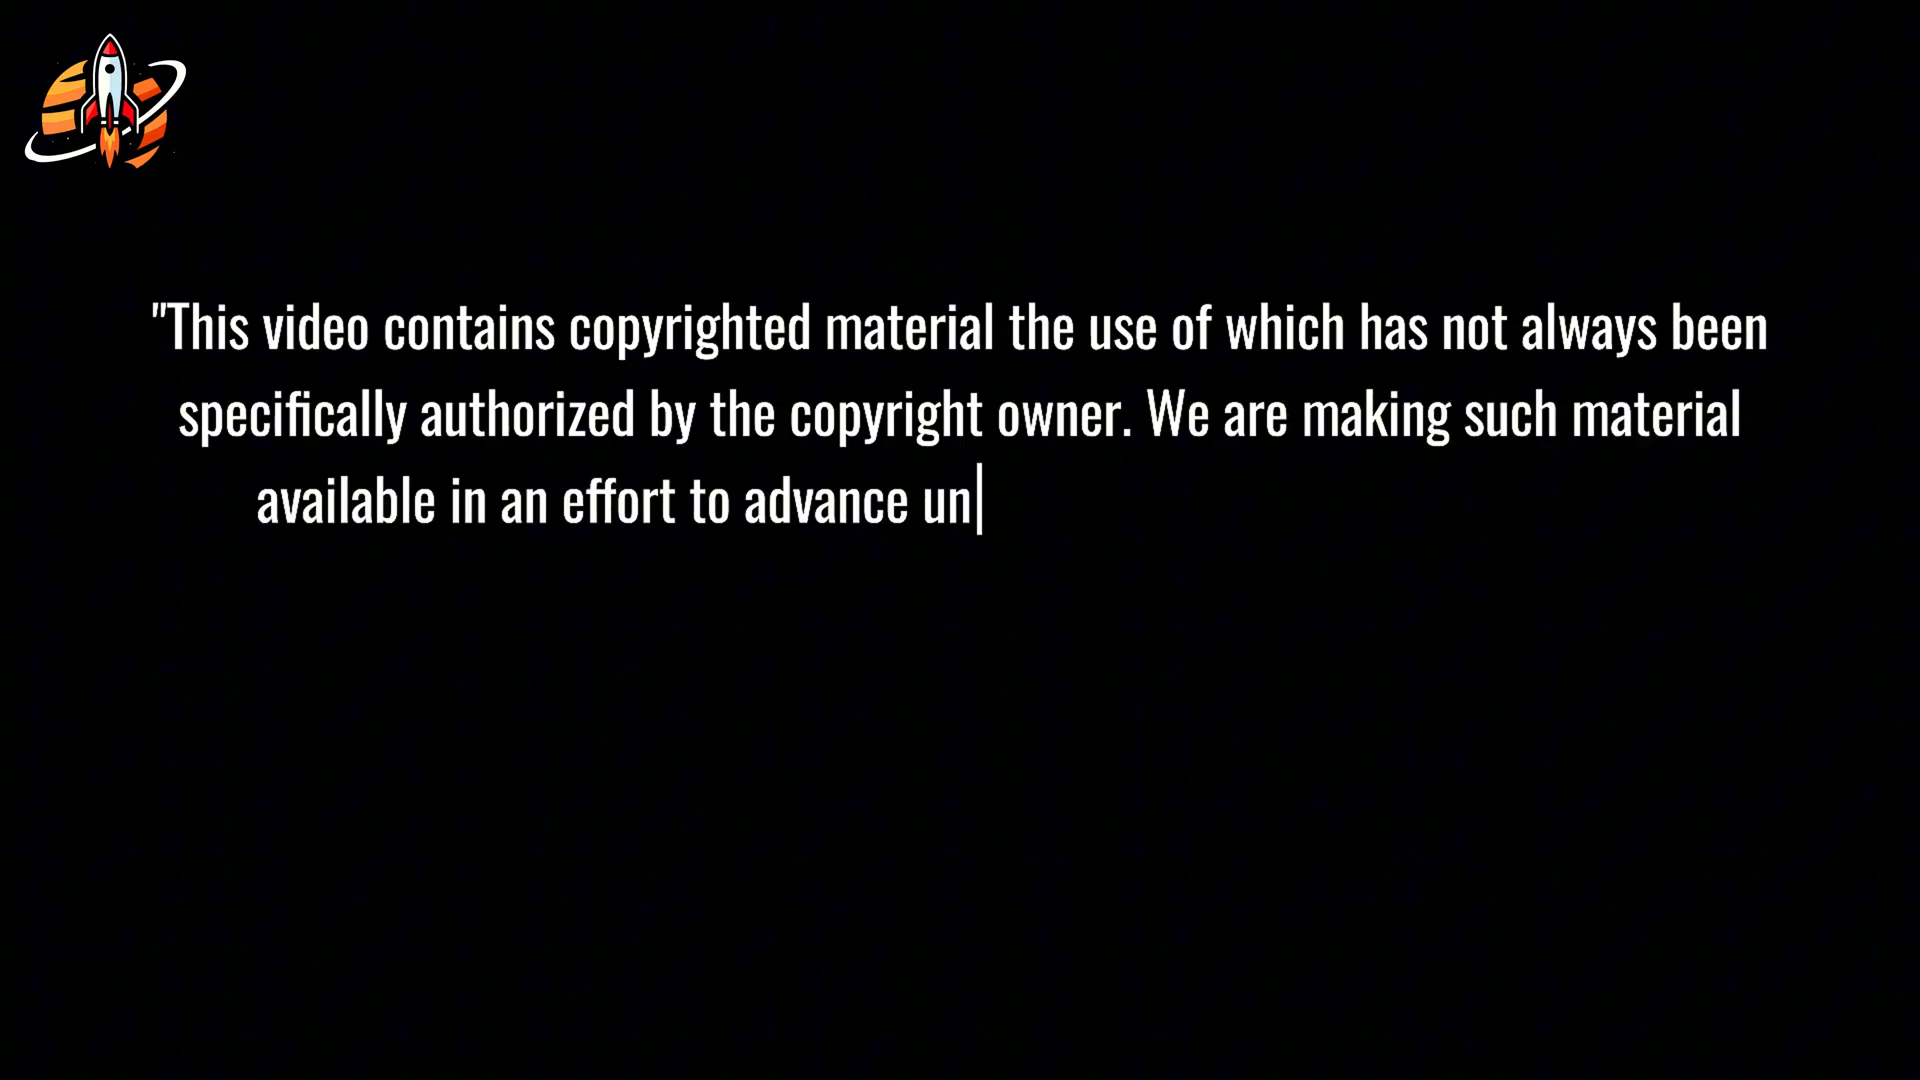 "This video contains copyrighted material the use of which has not always been
specifically authorized by the copyright owner. We are making such material
available in an effort to advance un